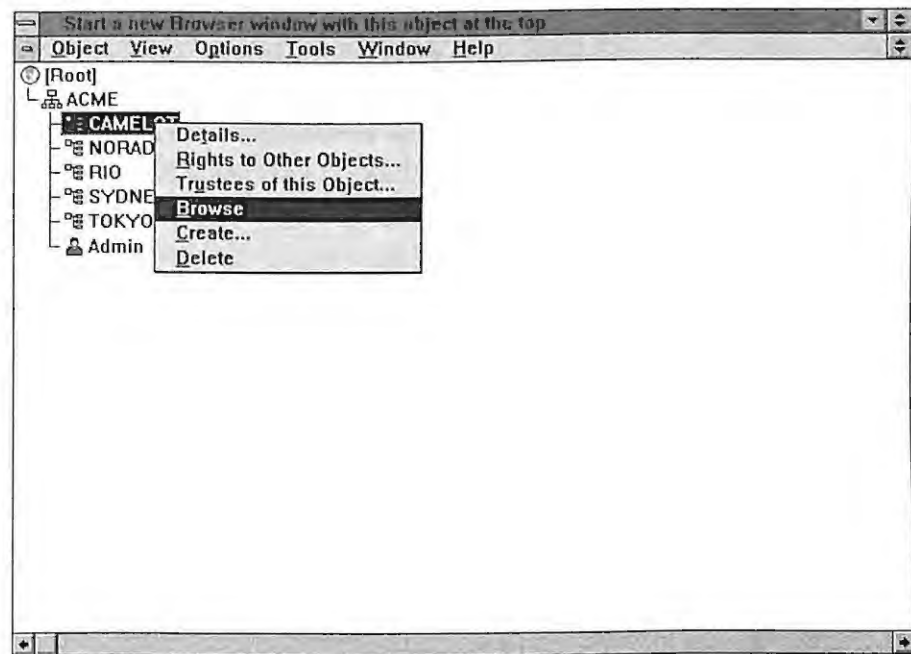 Start a new Browser window with this object at the top
Object View Options Tools Window Help
[Root]
ACME
CAMELOT
NORAD
RIO
SYDNE
TOKYO
Admin
Details...
Rights to Other Objects...
Trustees of this Object...
Browse
Create...
Delete